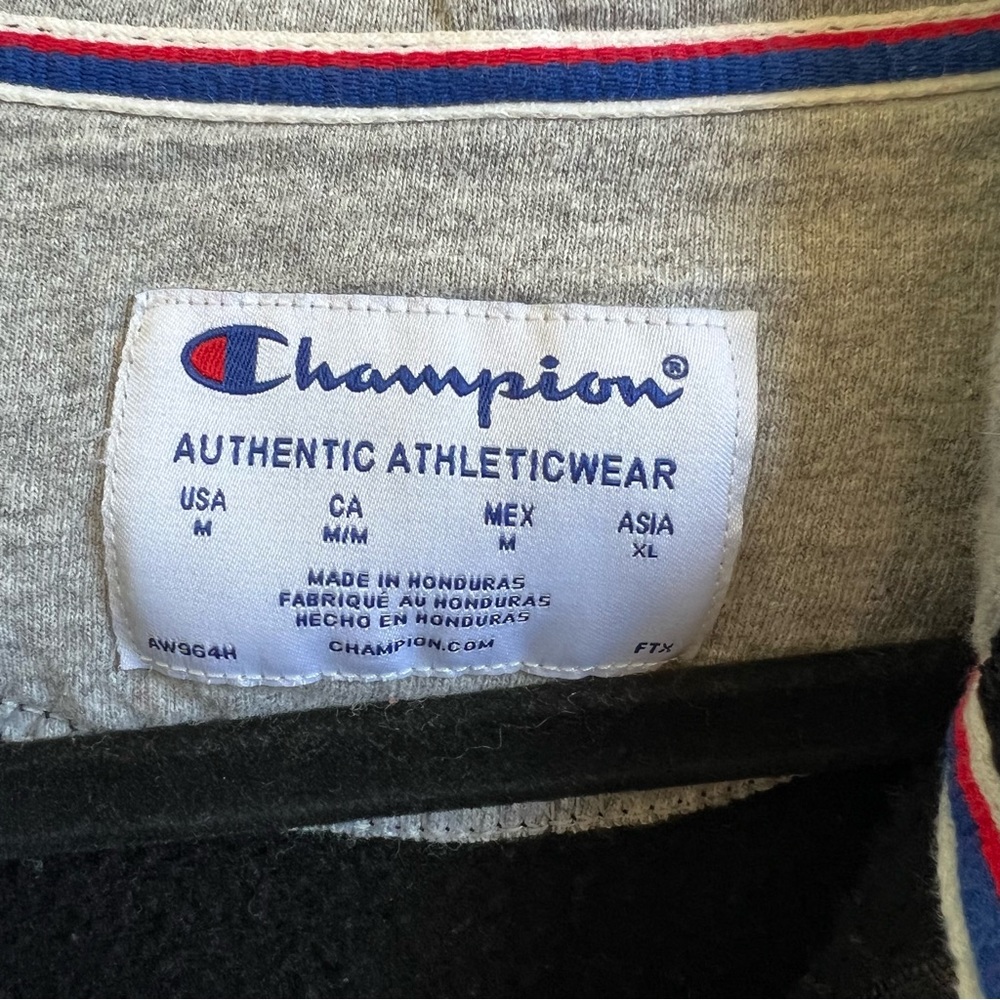 Champion®
AUTHENTIC ATHLETICWEAR
USA CA MEX ASIA
M M/M M XL
MADE IN HONDURAS
FABRIQUÉ AU HONDURAS
HECHO EN HONDURAS
AW964H CHAMPION.COM FTX